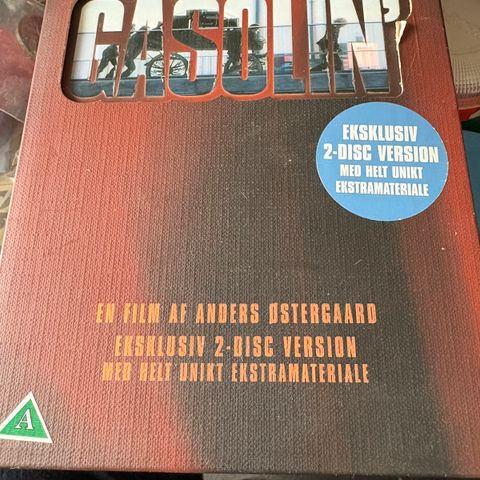 GASOLIN'
EKSKLUSIV
2-DISC VERSION
MED HELT UNIKT
EKSTRAMATERIALE
EN FILM AF ANDERS ØSTERGAARD
EKSKLUSIV 2-DISC VERSION
MED HELT UNIKT EKSTRAMATERIALE
A